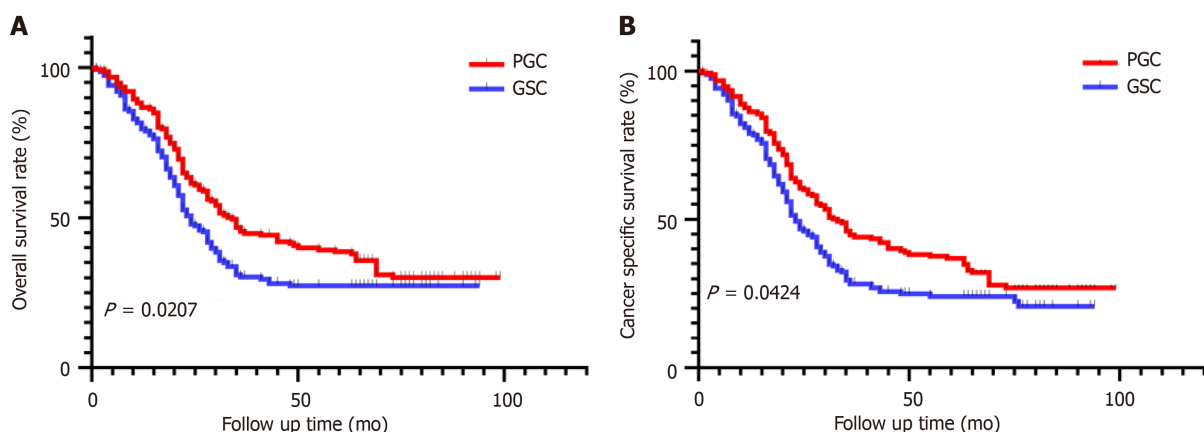 A
Overall survival rate (%)
100
50
0
PGC
GSC
P = 0.0207
0
50
100
Follow up time (mo)
B
Cancer specific survival rate (%)
100
50
0
PGC
GSC
P = 0.0424
0
50
100
Follow up time (mo)